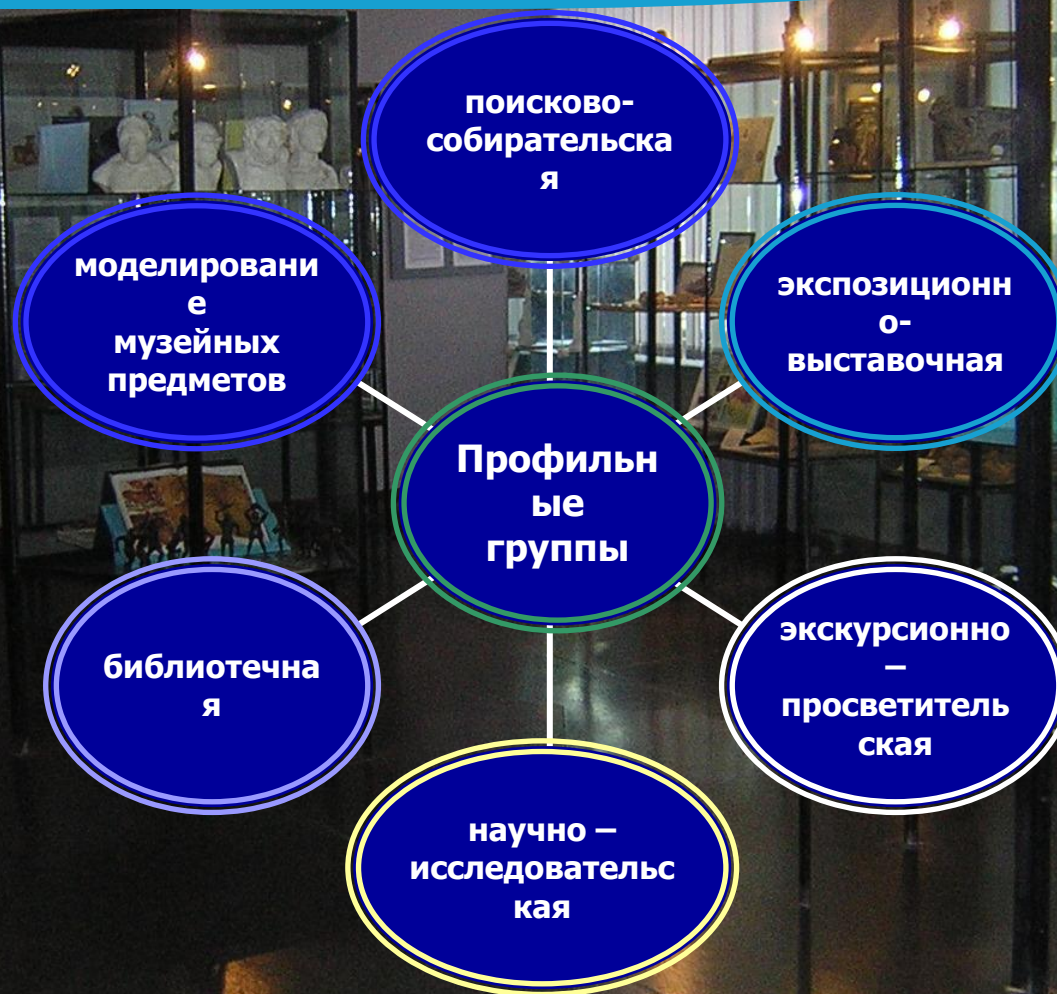 поисково-
собирательска
я
моделировани
е
музейных
предметов
экспозиционн
о-
выставочная
Профильн
ые
группы
библиотечна
я
экскурсионно
–
просветитель
ская
научно –
исследовательс
кая